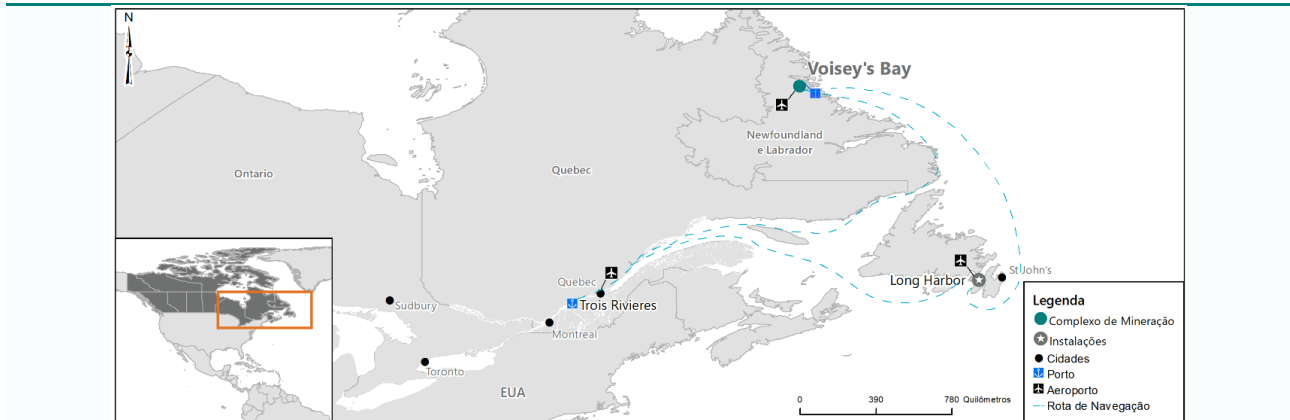 N
Voisey's Bay
Newfoundland
e Labrador
Ontario
Quebec
St John's
Long Harbor
Quebec
Trois Rivieres
Sudbury
Montreal
Toronto
EUA
Legenda
Complexo de Mineração
Instalações
Cidades
Porto
Aeroporto
Rota de Navegação
0 390 780 Quilômetros